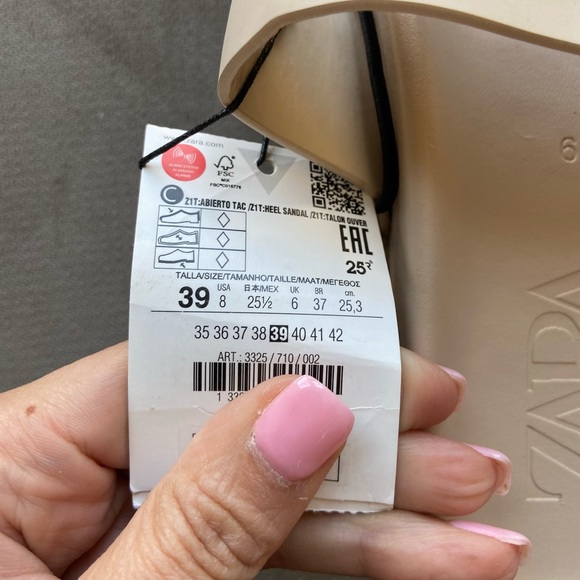 www.zara.com
FSC
MIX
C
Z1T:ABIERTO TAC /Z1T:HEEL SANDAL /Z1T:TALON OUVER
EAC
25
TALLA/SIZE/TAMANHO/TAILLE/MAAT/ΜΕΓΕΘΟΣ
USA 日本/MEX UK BR cm.
39 8 25½ 6 37 25,3
35 36 37 38 39 40 41 42
ART.: 3325/710/002
ZARA